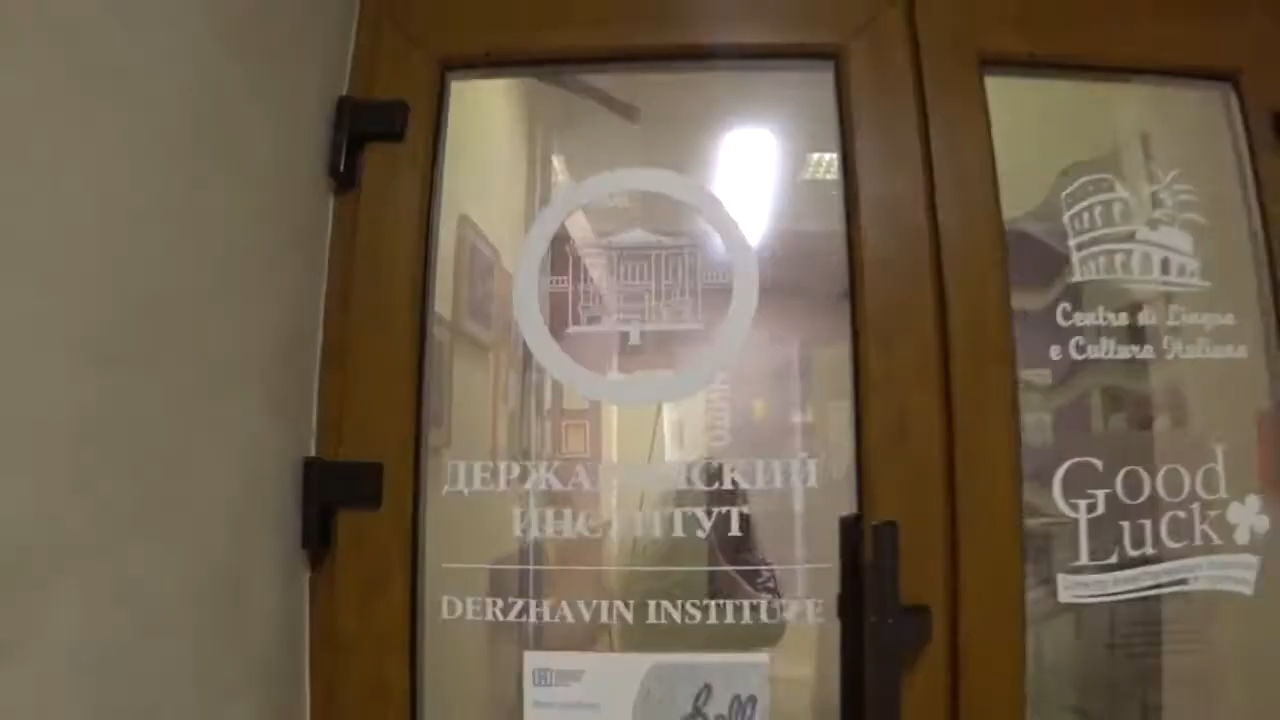 ДЕРЖАВИНСКИЙ
ИНСТИТУТ
DERZHAVIN INSTITUTE
Centro di Lingua
e Cultura Italiana
Good
Luck